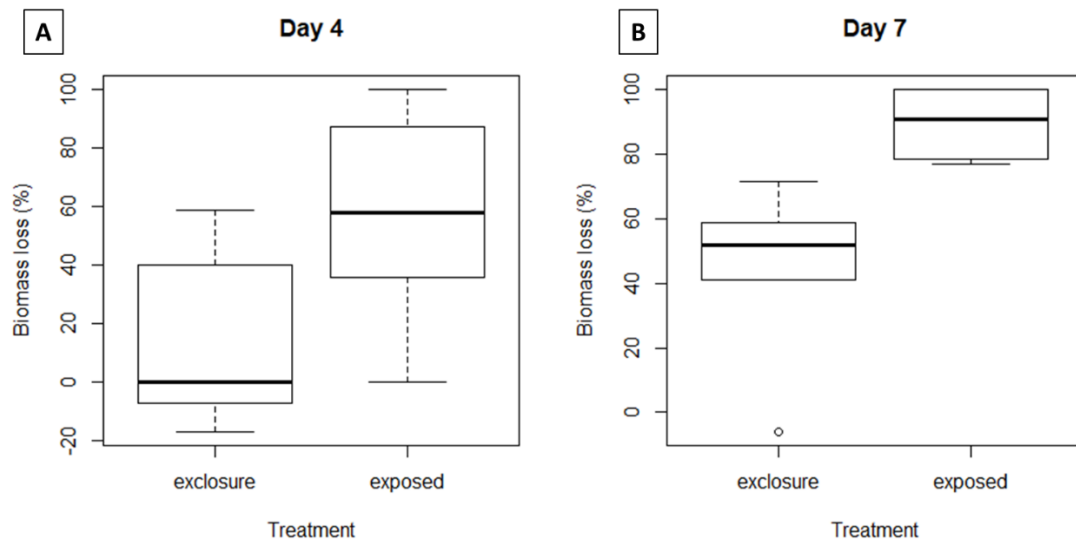 A
Day 4
Biomass loss (%)
100
80
60
40
20
0
-20
exclosure exposed
Treatment
B
Day 7
Biomass loss (%)
100
80
60
40
20
0
exclosure exposed
Treatment